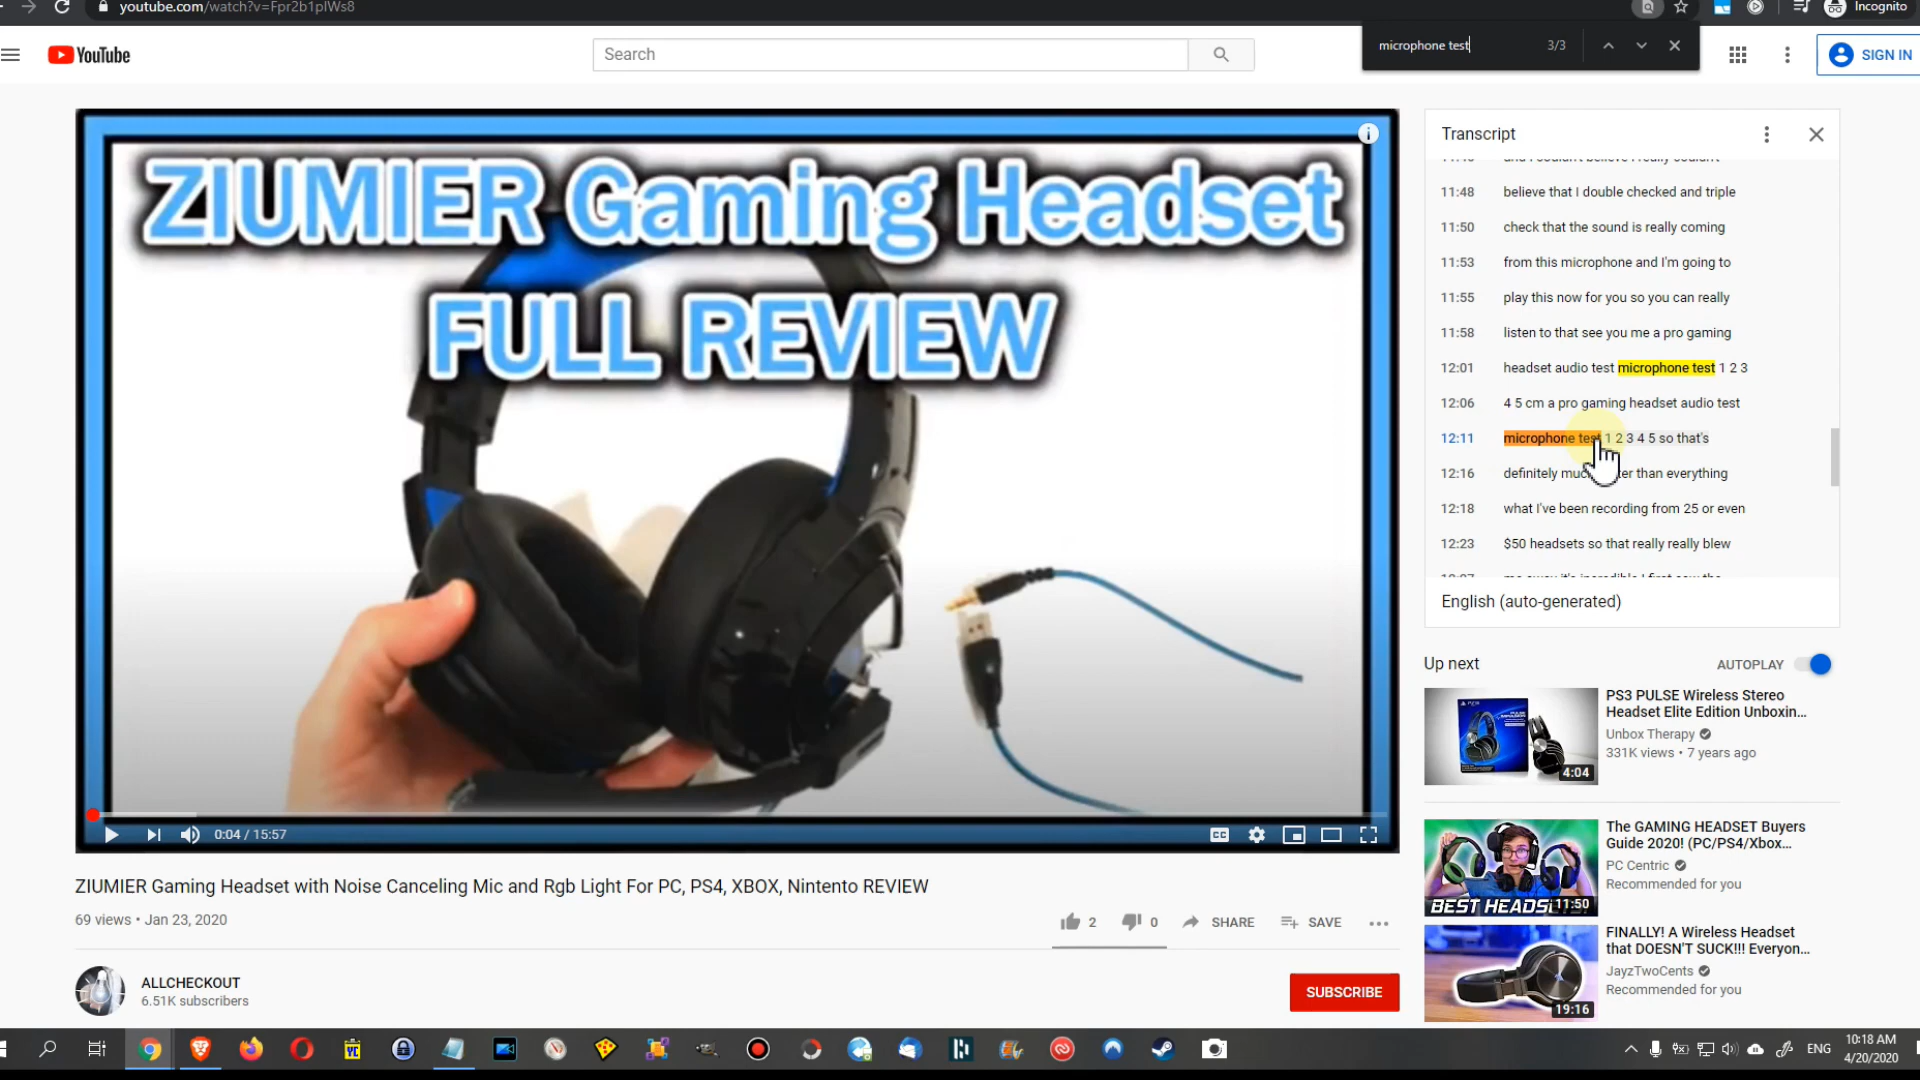 youtube.com/watch?v=Fpr2b1pIWs8
Incognito
YouTube
Search
microphone test
3/3
SIGN IN
ZIUMIER Gaming Headset
FULL REVIEW
0:04 / 15:57
ZIUMIER Gaming Headset with Noise Canceling Mic and Rgb Light For PC, PS4, XBOX, Nintento REVIEW
69 views • Jan 23, 2020
2
0
SHARE
SAVE
ALLCHECKOUT
6.51K subscribers
SUBSCRIBE
Transcript
11:48 believe that I double checked and triple
11:50 check that the sound is really coming
11:53 from this microphone and I'm going to
11:55 play this now for you so you can really
11:58 listen to that see you me a pro gaming
12:01 headset audio test microphone test 1 2 3
12:06 4 5 cm a pro gaming headset audio test
12:11 microphone test 1 2 3 4 5 so that's
12:16 definitely than everything
12:18 what I've been recording from 25 or even
12:23 $50 headsets so that really really blew
English (auto-generated)
Up next
AUTOPLAY
PS3 PULSE Wireless Stereo
Headset Elite Edition Unboxin...
Unbox Therapy
331K views • 7 years ago
4:04
The GAMING HEADSET Buyers
Guide 2020! (PC/PS4/Xbox...
PC Centric
Recommended for you
BEST HEADS
11:50
FINALLY! A Wireless Headset
that DOESN'T SUCK!!! Everyon...
JayzTwoCents
Recommended for you
19:16
ENG
10:18 AM
4/20/2020